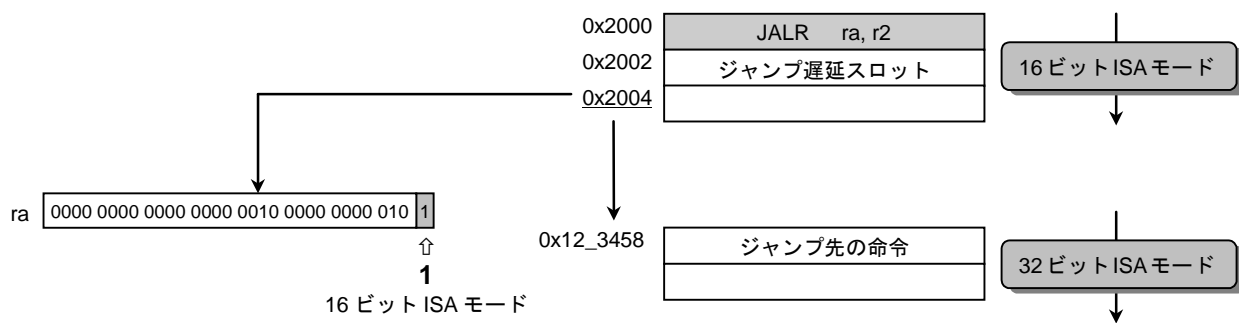 0x2000 JALR ra, r2
0x2002 ジャンプ遅延スロット 16 ビット ISA モード
0x2004
ra 0000 0000 0000 0000 0010 0000 0000 010 1
0x12_3458 ジャンプ先の命令
⇧
1
32 ビット ISA モード
16 ビット ISA モード